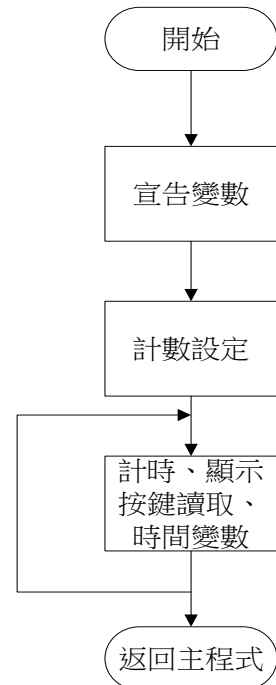 開始
宣告變數
計數設定
計時、顯示
按鍵讀取、
時間變數
返回主程式